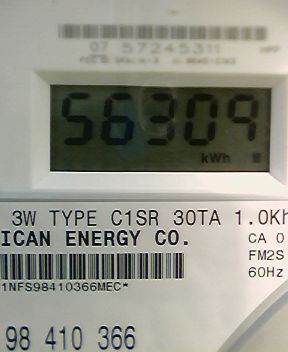 07 57245311
56309
kWh
3W TYPE C1SR 30TA 1.0Kh
ICAN ENERGY CO.
CA 0
FM2S
60Hz
1NFS98410366MEC*
98 410 366